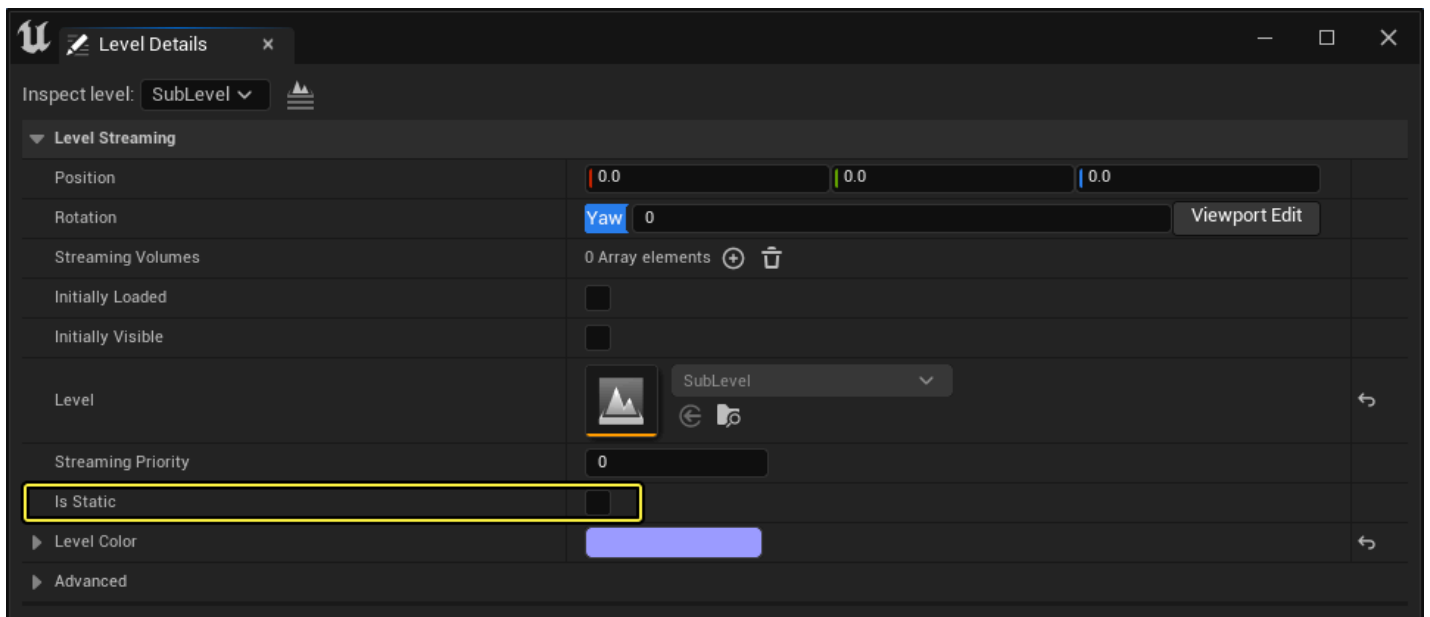 Level Details
Inspect level: SubLevel
Level Streaming
Position 0.0 0.0 0.0
Rotation Yaw 0 Viewport Edit
Streaming Volumes 0 Array elements
Initially Loaded
Initially Visible
Level SubLevel
Streaming Priority 0
Is Static
Level Color
Advanced